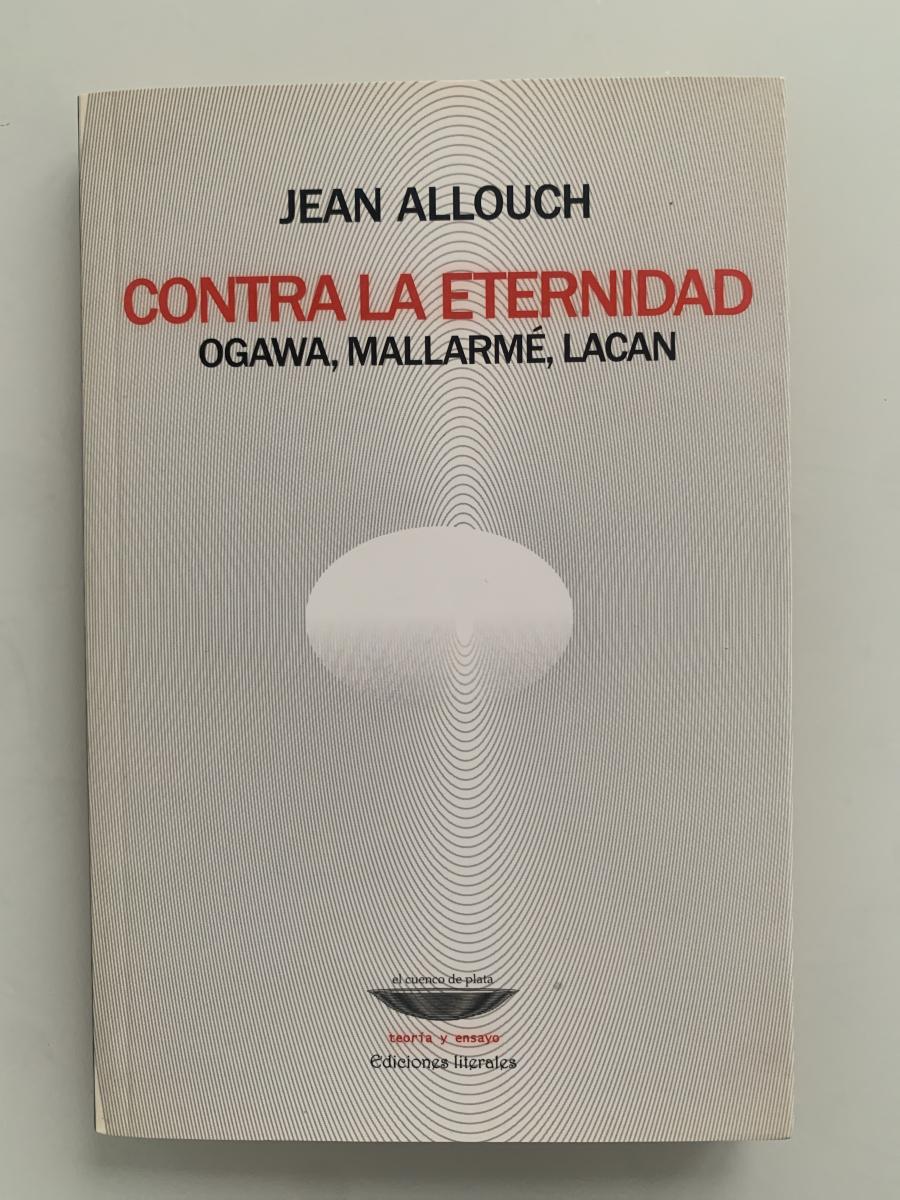 JEAN ALLOUCH
CONTRA LA ETERNIDAD
OGAWA, MALLARMÉ, LACAN
el cuenco de plata
teoría y ensayo
Ediciones literales